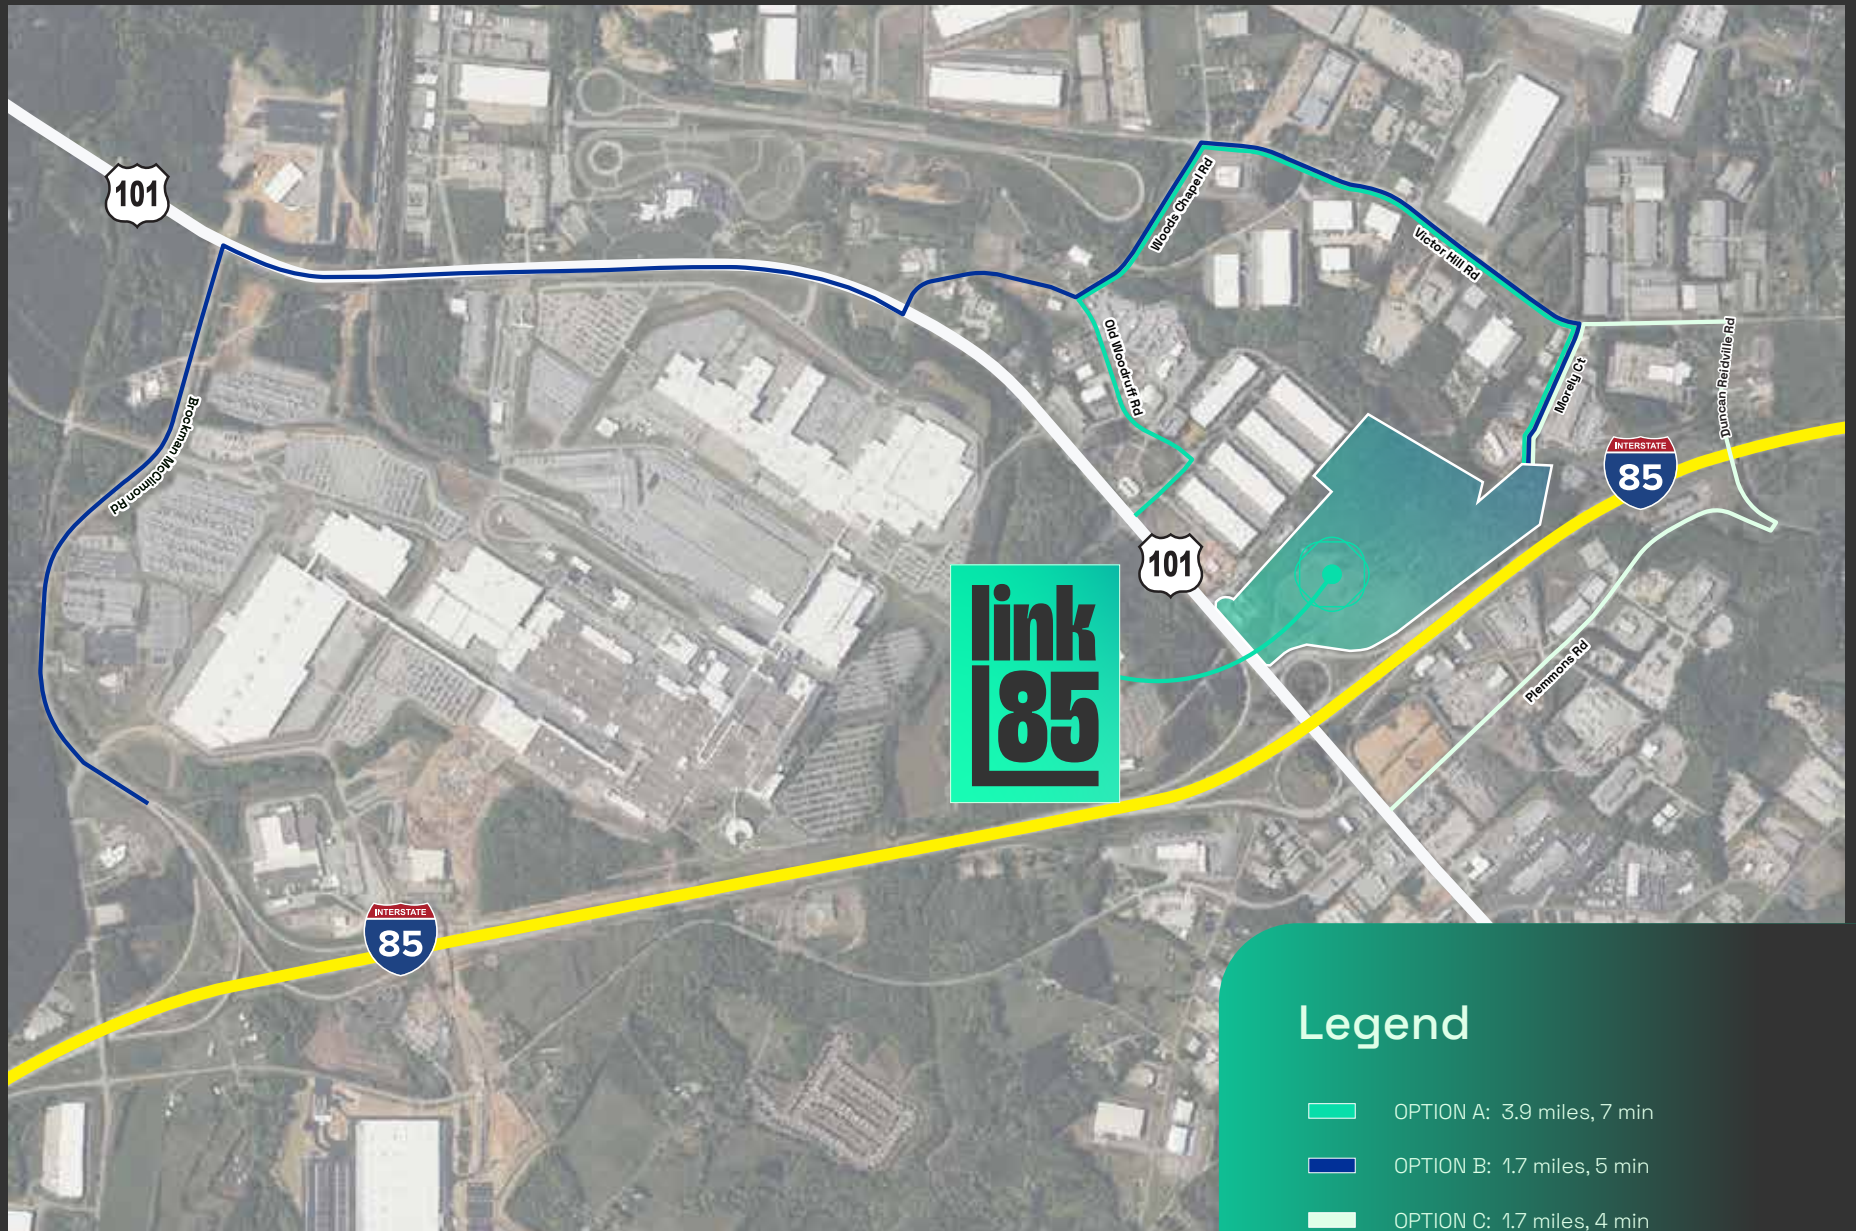 101
Woods Chapel Rd
Victor Hill Rd
Old Woodruff Rd
Morely Ct
Duncan Reidville Rd
Brockman McClimon Rd
INTERSTATE
85
101
link
85
Plemmons Rd
INTERSTATE
85
Legend
OPTION A: 3.9 miles, 7 min
OPTION B: 1.7 miles, 5 min
OPTION C: 1.7 miles, 4 min